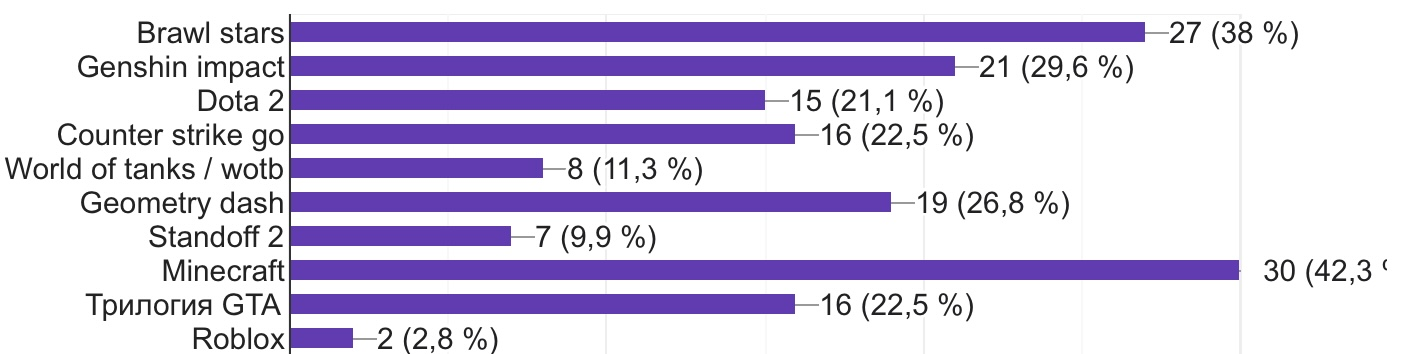 Brawl stars 27 (38 %)
Genshin impact 21 (29,6 %)
Dota 2 15 (21,1 %)
Counter strike go 16 (22,5 %)
World of tanks / wotb 8 (11,3 %)
Geometry dash 19 (26,8 %)
Standoff 2 7 (9,9 %)
Minecraft 30 (42,3
Трилогия GTA 16 (22,5 %)
Roblox 2 (2,8 %)